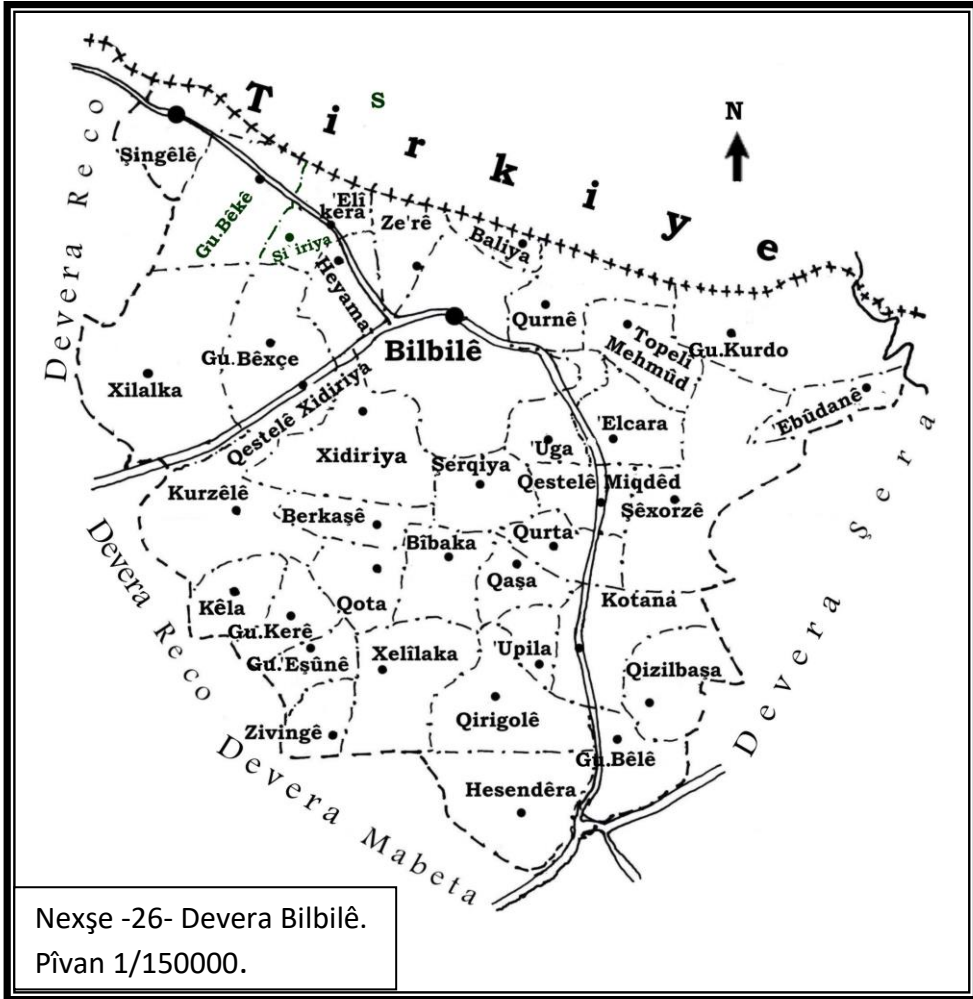 Tirkiye
s
N
Şingêlê
Devera Reco
Gu.Bêkê
'Elî
kera
Ze'rê
Baliya
Şi iriya
Heyama
Qurnê
Topelî
Mehmûd
Gu.Kurdo
Gu.Bêxçe
Bilbilê
Xilalka
Ebûdanê
Qestelê Xidiriya
'Elcara
Xidiriya
'Uga
Şerqiya
Qestelê Miqdêd
Kurzêlê
Şêxorzê
Berkaşê
Qurta
Bîbaka
Qaşa
Devera Şera
Devera Reco
Kêla
Qota
Kotana
Gu.Kerê
Gu.'Eşûnê
Xelîlaka
'Upila
Qizilbaşa
Qirigolê
Zivingê
Gu.Bêlê
Hesendêra
Devera Mabeta
Nexşe -26- Devera Bilbilê.
Pîvan 1/150000.